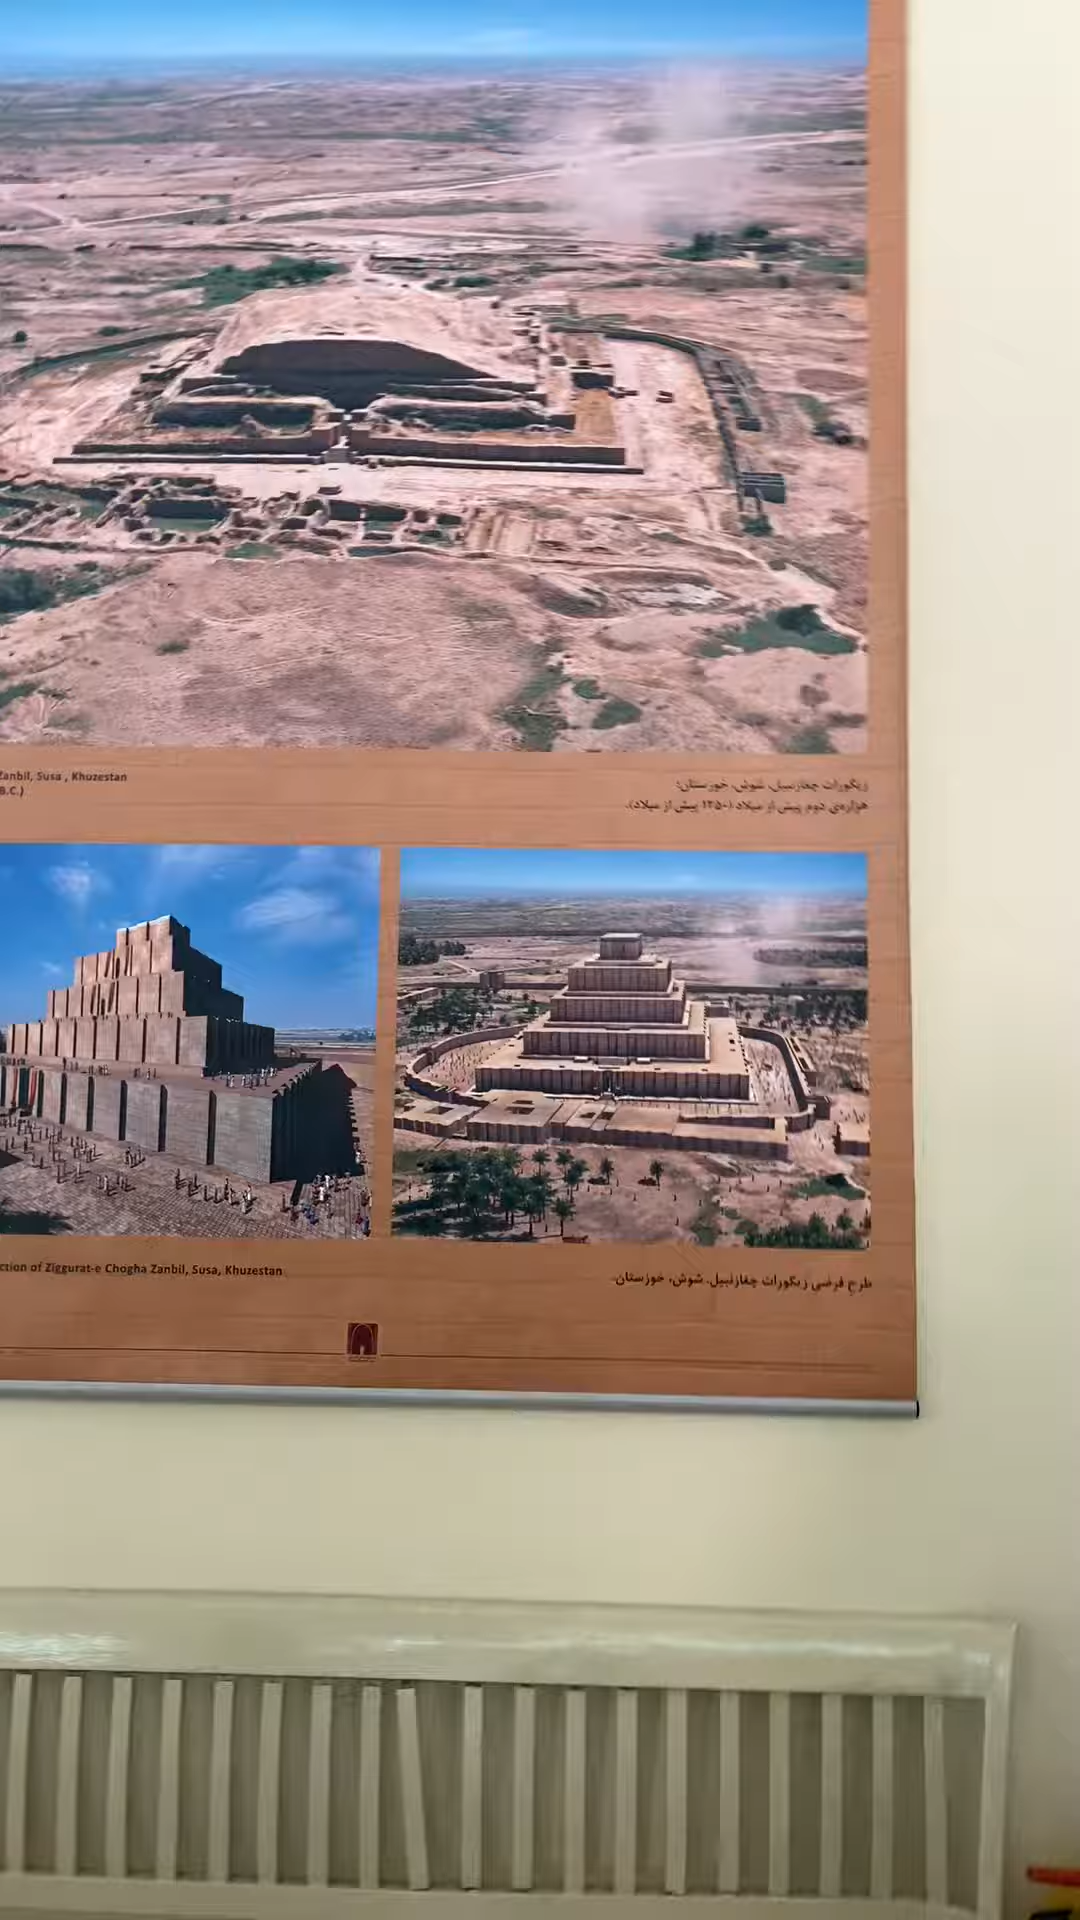 Zanbil, Susa , Khuzestan
B.C.)
زیگورات چغازنبیل، شوش، خوزستان؛
هزاره‌ی دوم پیش از میلاد (۱۲۵۰ پیش از میلاد).
ction of Ziggurat-e Chogha Zanbil, Susa, Khuzestan
طرح فرضی زیگورات چغازنبیل، شوش، خوزستان.